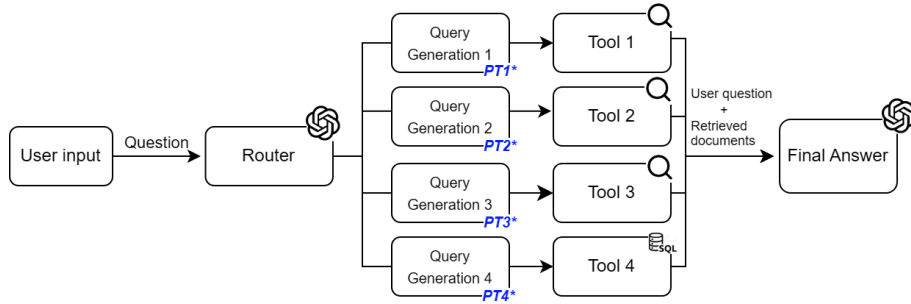 User input
Question
Router
Query
Generation 1
PT1*
Tool 1
Query
Generation 2
PT2*
Tool 2
Query
Generation 3
PT3*
Tool 3
Query
Generation 4
PT4*
SQL
Tool 4
User question
+
Retrieved
documents
Final Answer